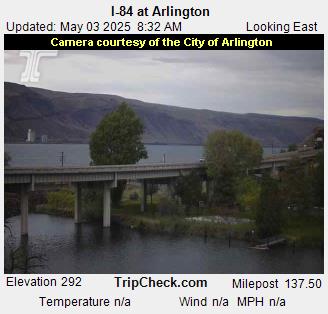 I-84 at Arlington
Updated: May 03 2025 8:32 AM Looking East
Camera courtesy of the City of Arlington
Elevation 292 TripCheck.com Milepost 137.50
Temperature n/a Wind n/a MPH n/a